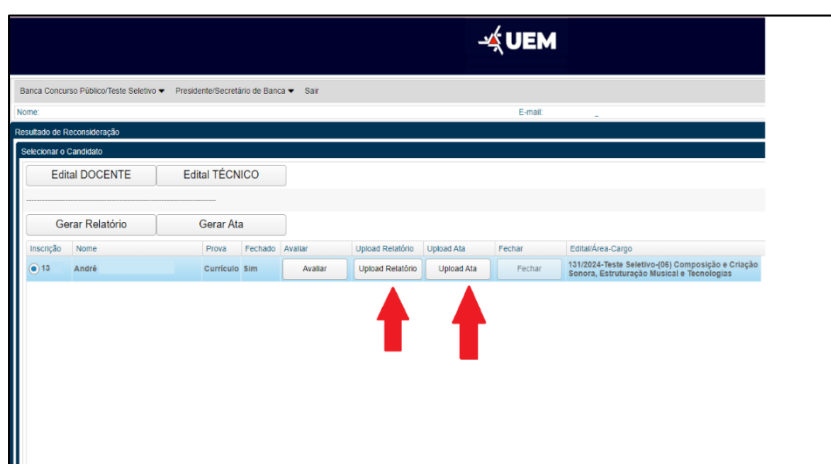 UEM
Banca Concurso Público/Teste Seletivo Presidente/Secretário de Banca Sair
Nome: E-mail:
Resultado de Reconsideração
Selecionar o Candidato
Edital DOCENTE Edital TÉCNICO
Gerar Relatório Gerar Ata
Inscrição Nome Prova Fechado Avaliar Upload Relatório Upload Ata Fechar Edital/Área-Cargo
13 André Currículo Sim Avaliar Upload Relatório Upload Ata Fechar 131/2024-Teste Seletivo-(06) Composição e Criação
Sonora, Estruturação Musical e Tecnologias